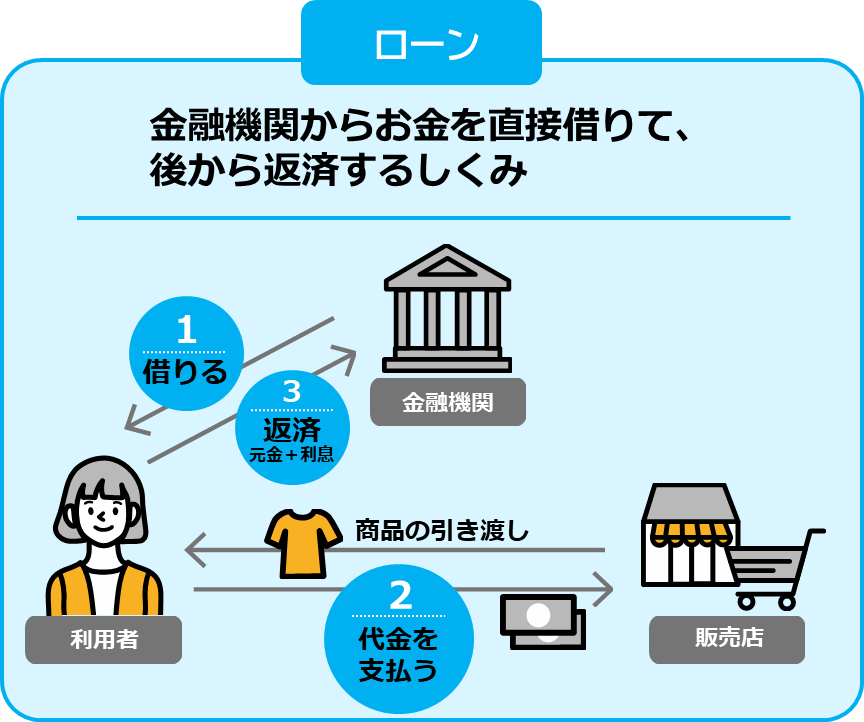 ローン
金融機関からお金を直接借りて、
後から返済するしくみ
1
借りる
3
返済
元金＋利息
金融機関
商品の引き渡し
2
代金を
支払う
利用者
販売店